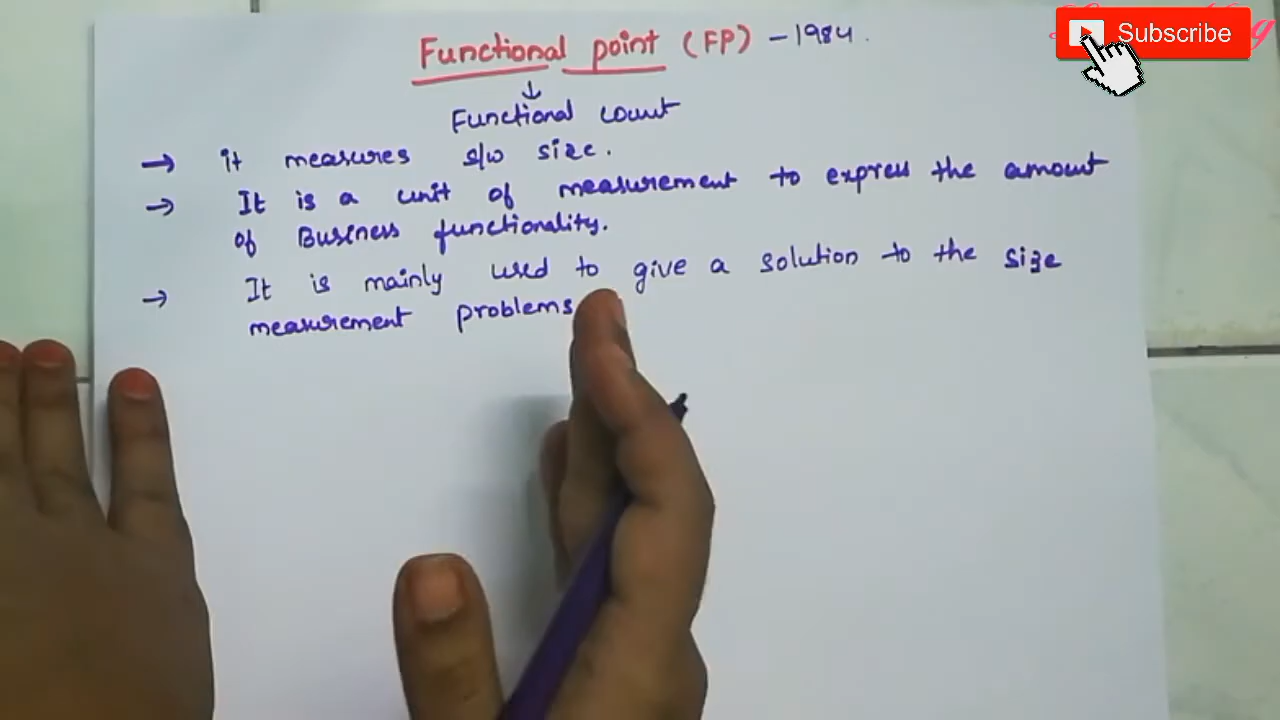 Functional point (FP) - 1984.
Subscribe
↓
Functional count
→ it measures s/w size.
→ It is a unit of measurement to express the amount
of Business functionality.
→ It is mainly used to give a solution to the size
measurement problems